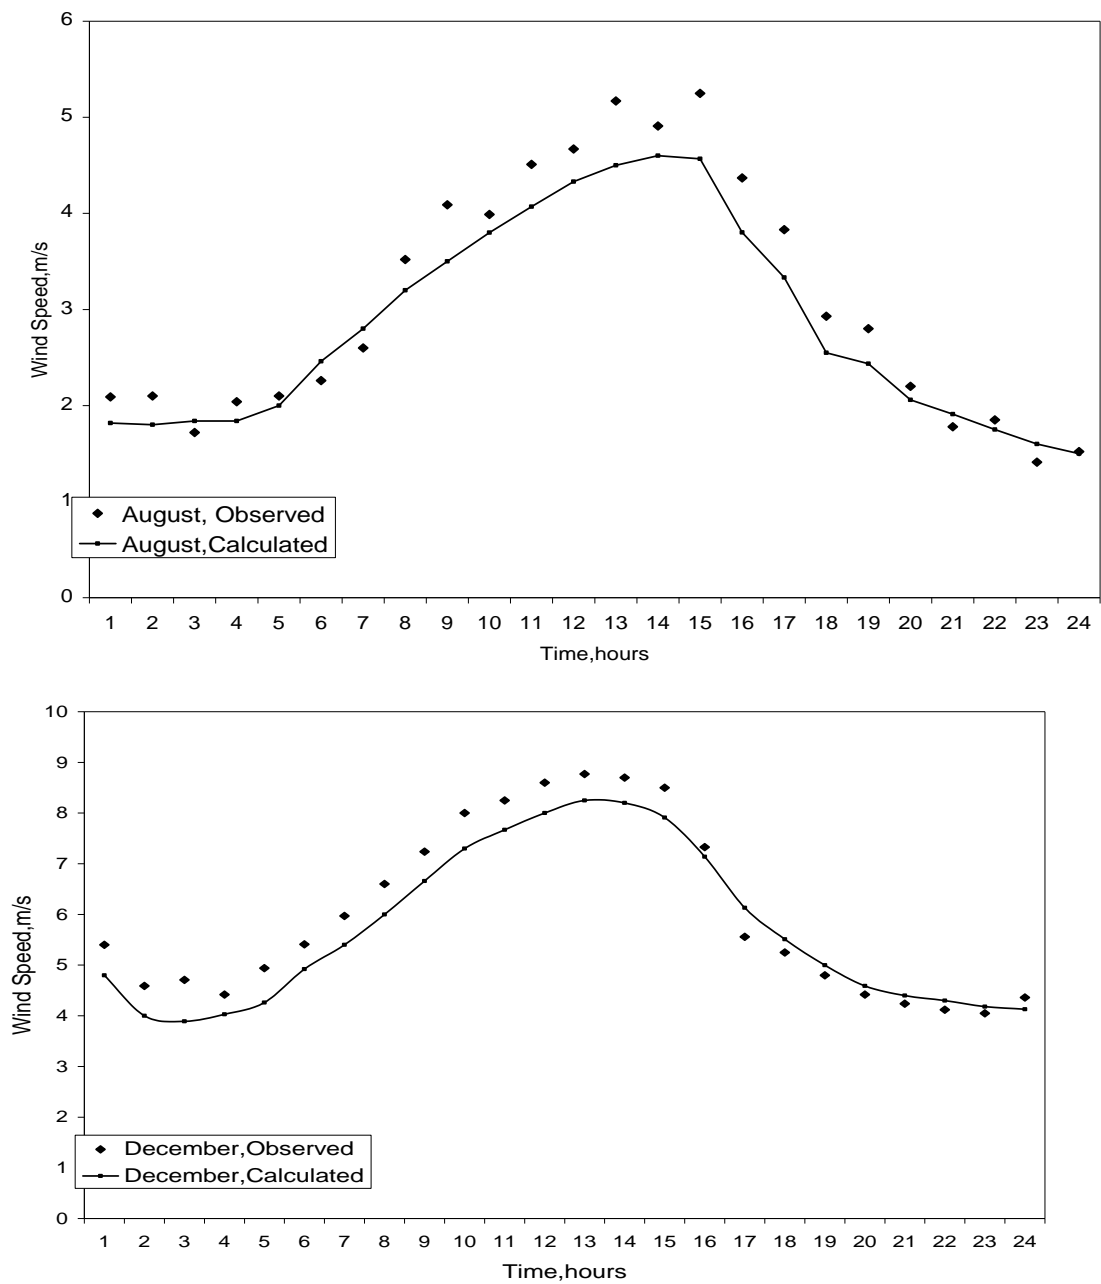 6
5
4
3
2
1
0
Wind Speed,m/s
August, Observed
August,Calculated
1 2 3 4 5 6 7 8 9 10 11 12 13 14 15 16 17 18 19 20 21 22 23 24
Time,hours
10
9
8
7
6
5
4
3
2
1
0
Wind Speed,m/s
December,Observed
December,Calculated
1 2 3 4 5 6 7 8 9 10 11 12 13 14 15 16 17 18 19 20 21 22 23 24
Time,hours